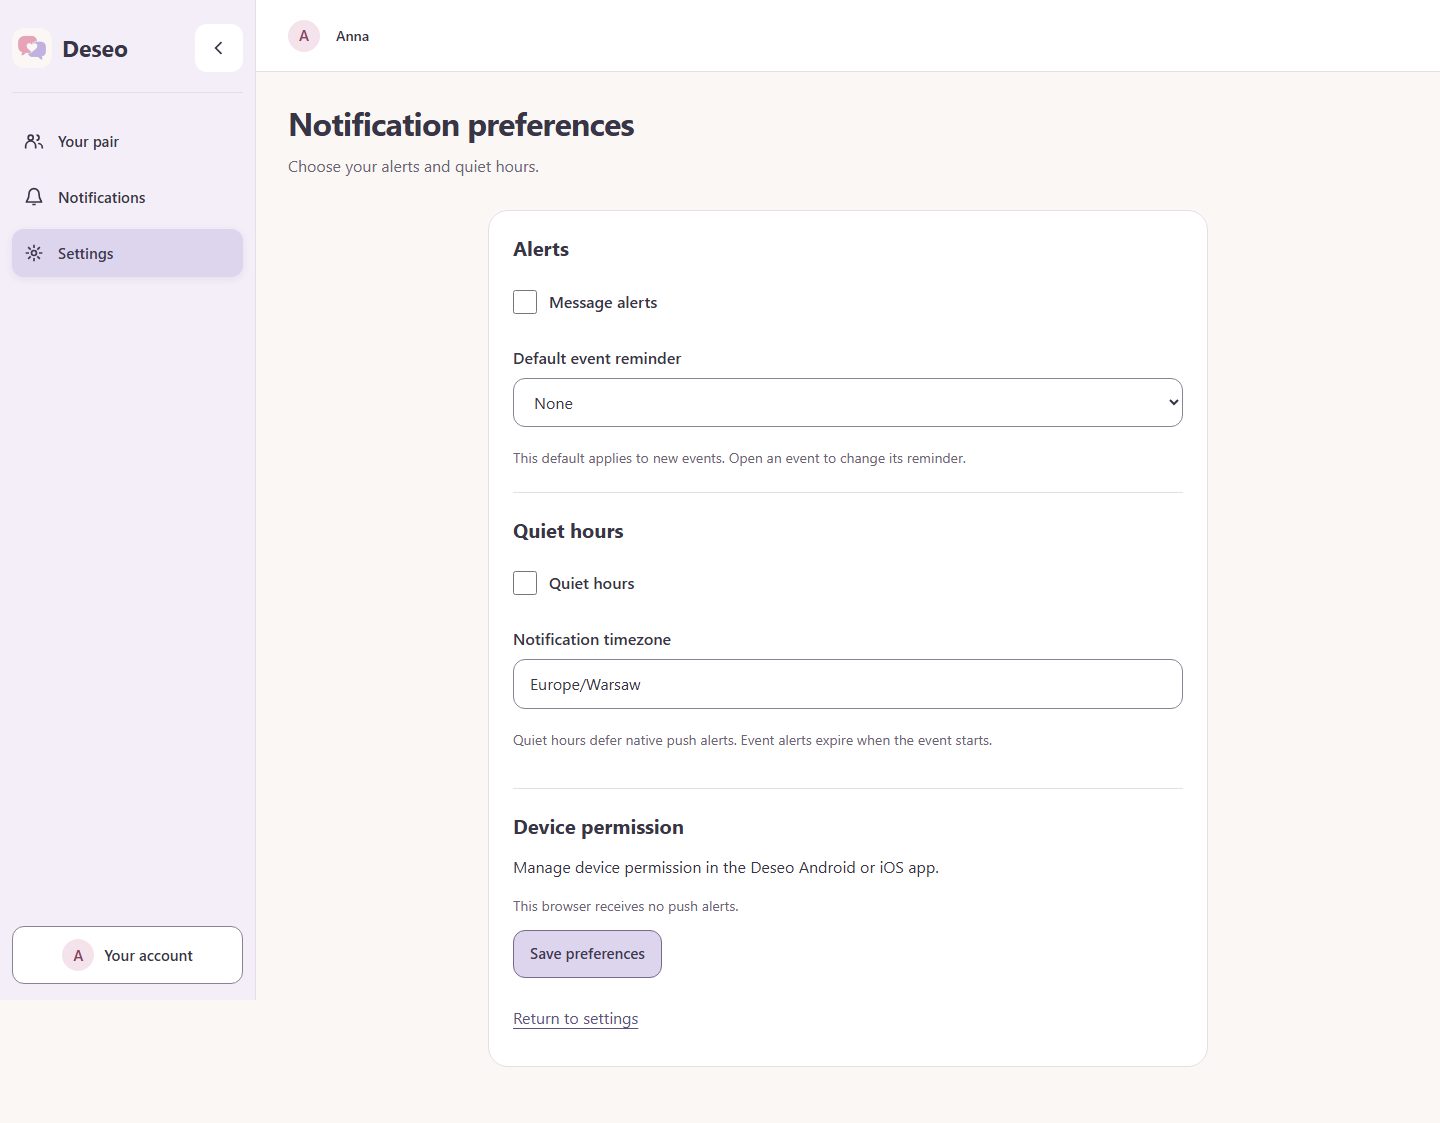 Deseo
Your pair
Notifications
Settings
A Your account
A Anna
Notification preferences
Choose your alerts and quiet hours.
Alerts
Message alerts
Default event reminder
None
This default applies to new events. Open an event to change its reminder.
Quiet hours
Quiet hours
Notification timezone
Europe/Warsaw
Quiet hours defer native push alerts. Event alerts expire when the event starts.
Device permission
Manage device permission in the Deseo Android or iOS app.
This browser receives no push alerts.
Save preferences
Return to settings